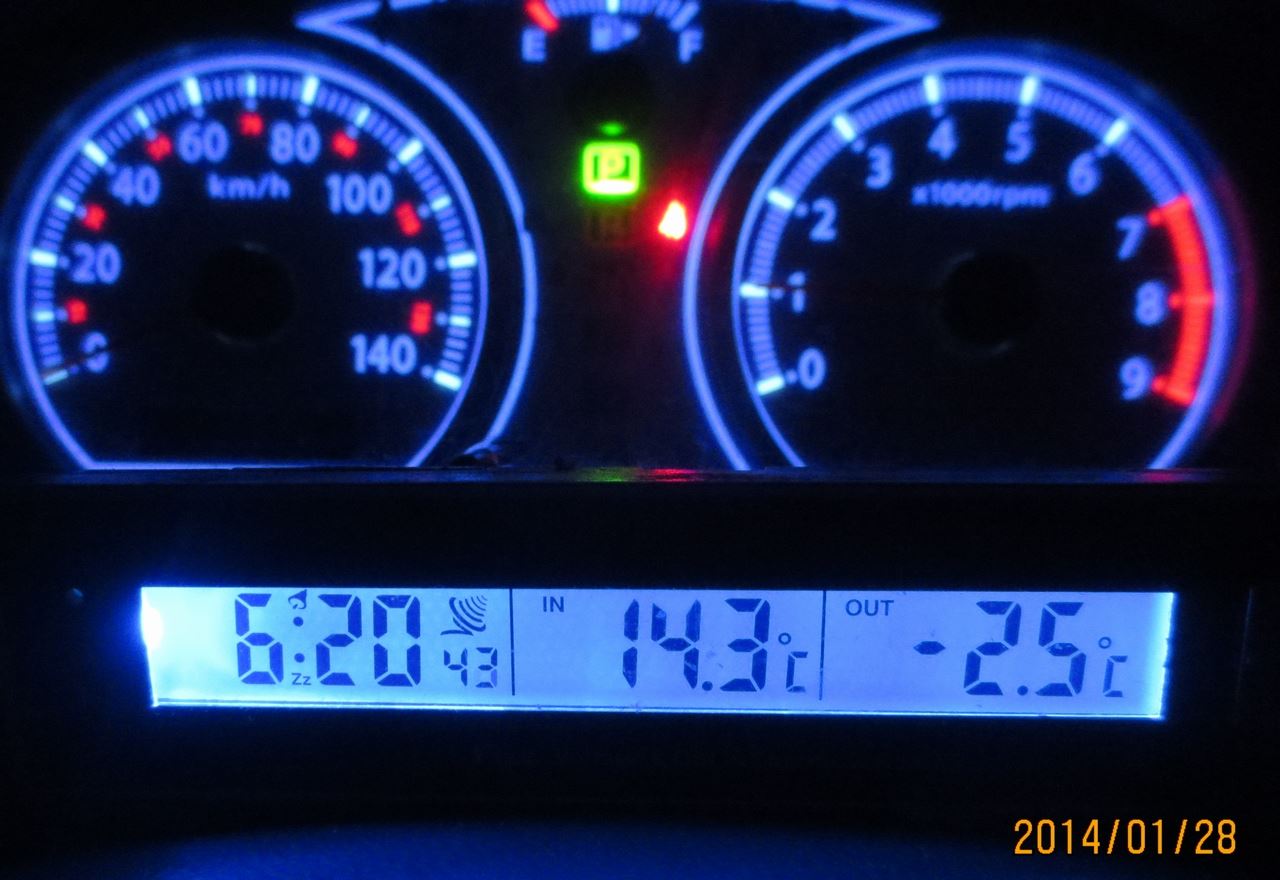 E F
0 20 40 60 80 100 120 140
km/h
P
0 1 2 3 4 5 6 7 8 9
x1000rpm
6:20 43
Zz
IN 14.3°C
OUT -2.5°C
2014/01/28